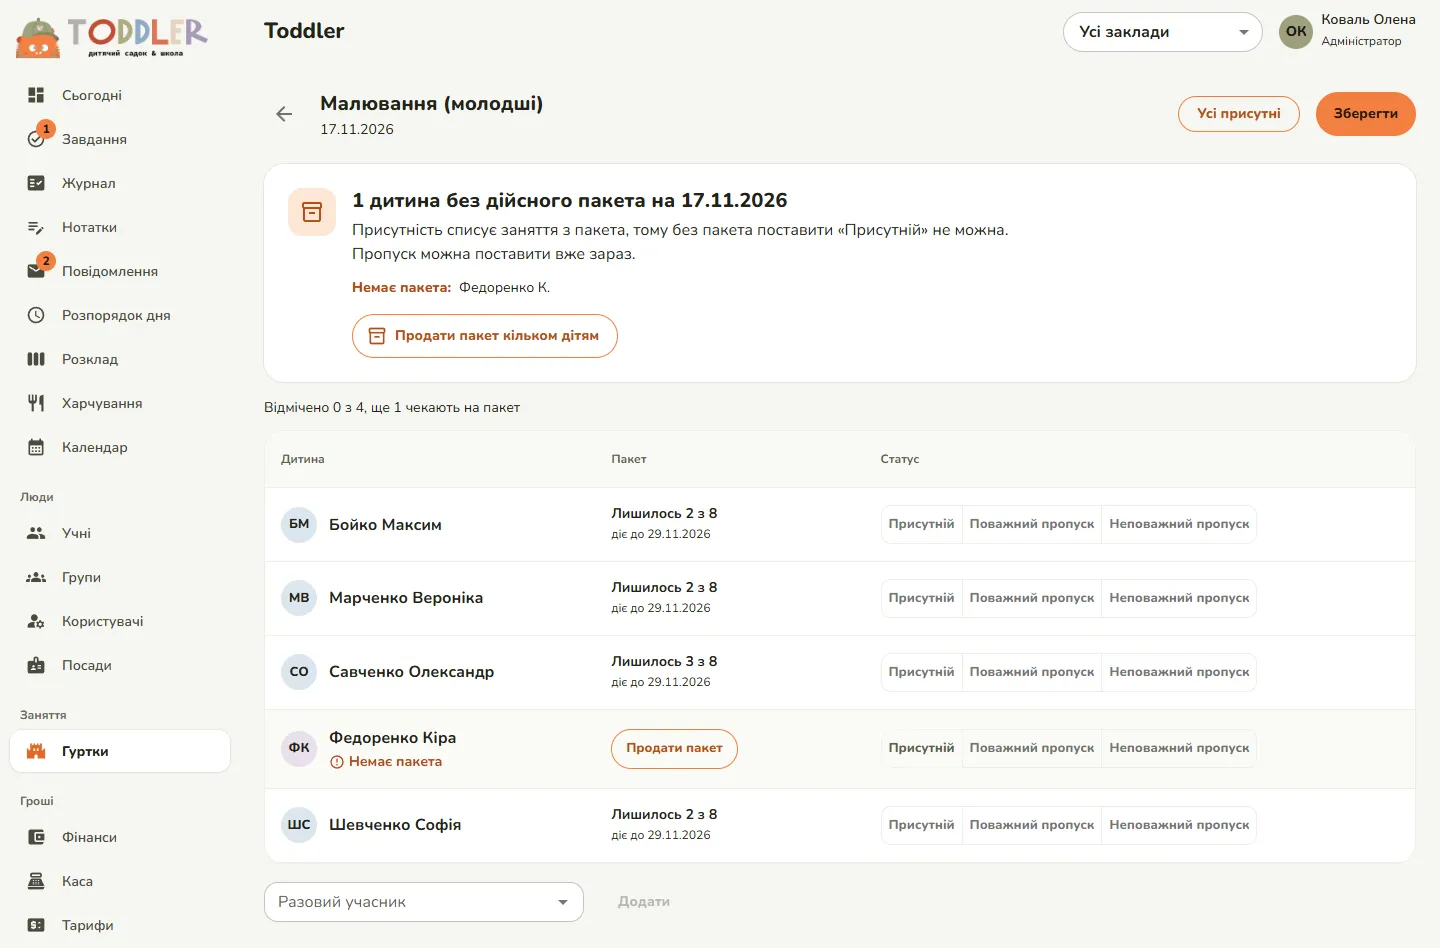 TODDLER
дитячий садок & школа
Toddler
Усі заклади
ОК
Коваль Олена
Адміністратор
Сьогодні
1
Завдання
Журнал
Нотатки
2
Повідомлення
Розпорядок дня
Розклад
Харчування
Календар
Люди
Учні
Групи
Користувачі
Посади
Заняття
Гуртки
Гроші
Фінанси
Каса
Тарифи
Малювання (молодші)
17.11.2026
Усі присутні
Зберегти
1 дитина без дійсного пакета на 17.11.2026
Присутність списує заняття з пакета, тому без пакета поставити «Присутній» не можна.
Пропуск можна поставити вже зараз.
Немає пакета: Федоренко К.
Продати пакет кільком дітям
Відмічено 0 з 4, ще 1 чекають на пакет
Дитина Пакет Статус
БМ Бойко Максим Лишилось 2 з 8 Присутній Поважний пропуск Неповажний пропуск
діє до 29.11.2026
МВ Марченко Вероніка Лишилось 2 з 8 Присутній Поважний пропуск Неповажний пропуск
діє до 29.11.2026
СО Савченко Олександр Лишилось 3 з 8 Присутній Поважний пропуск Неповажний пропуск
діє до 29.11.2026
ФК Федоренко Кіра Продати пакет Присутній Поважний пропуск Неповажний пропуск
Немає пакета
ШС Шевченко Софія Лишилось 2 з 8 Присутній Поважний пропуск Неповажний пропуск
діє до 29.11.2026
Разовий учасник
Додати